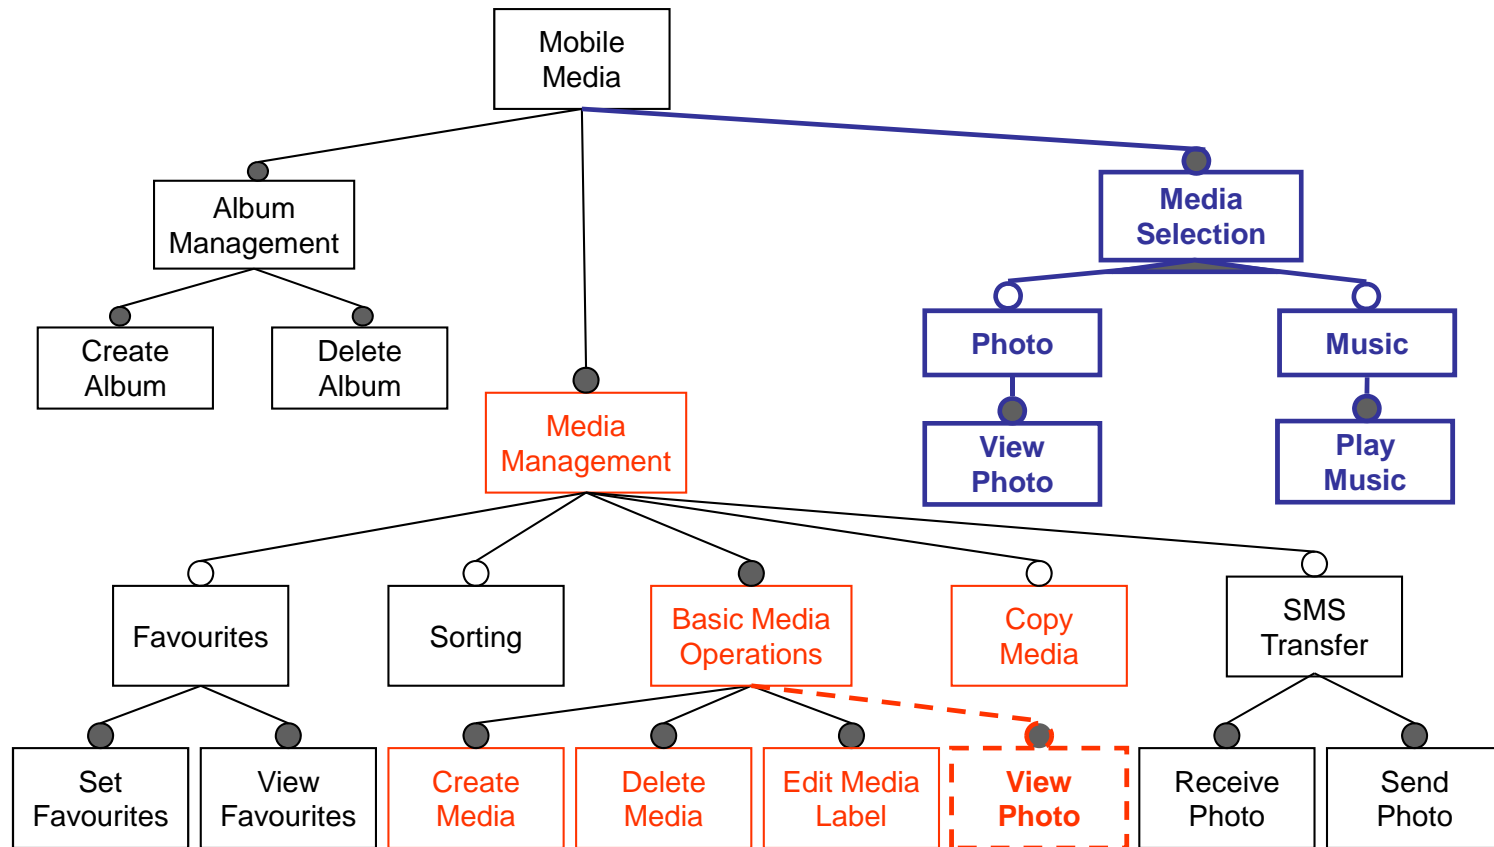 Mobile
Media
Album
Management
Media
Selection
Create
Album
Delete
Album
Photo
Music
Media
Management
View
Photo
Play
Music
Favourites
Sorting
Basic Media
Operations
Copy
Media
SMS
Transfer
Set
Favourites
View
Favourites
Create
Media
Delete
Media
Edit Media
Label
View
Photo
Receive
Photo
Send
Photo